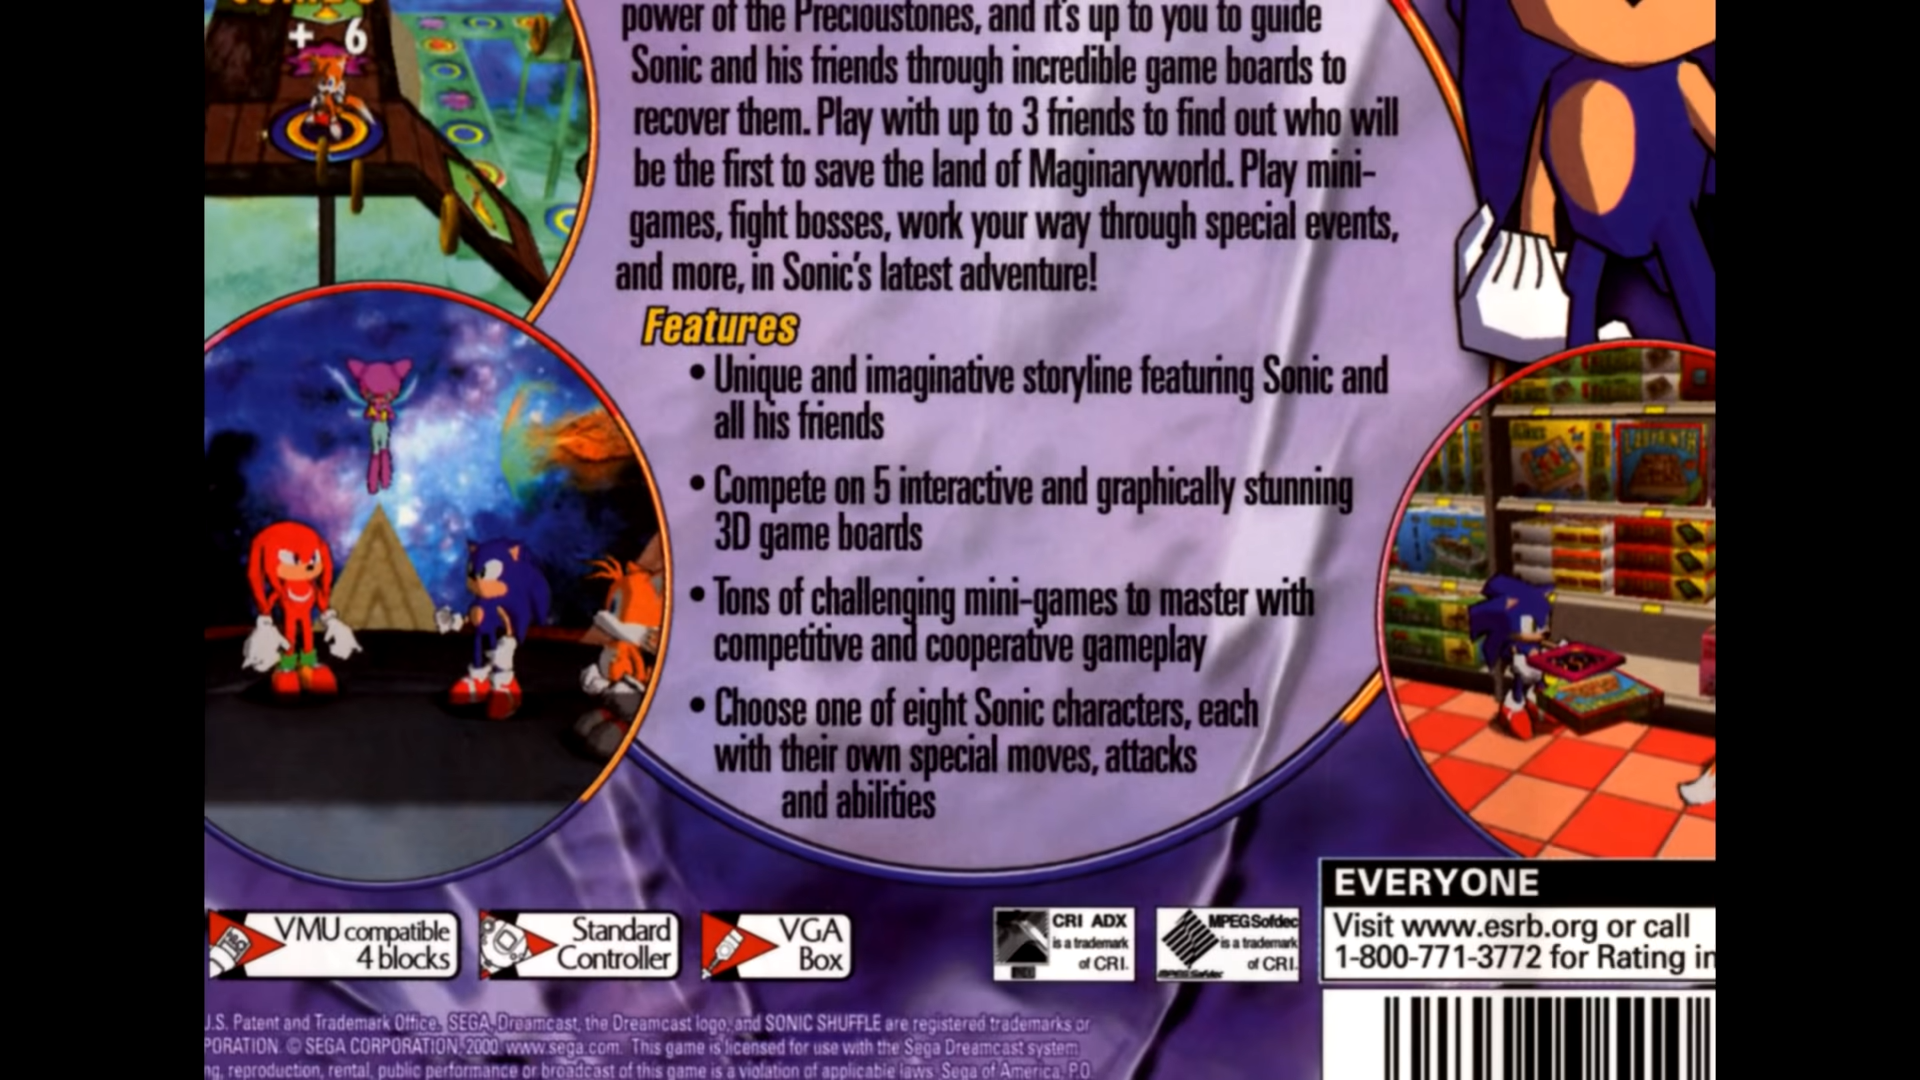 + 6
power of the Precioustones, and it's up to you to guide
Sonic and his friends through incredible game boards to
recover them. Play with up to 3 friends to find out who will
be the first to save the land of Maginaryworld. Play mini-
games, fight bosses, work your way through special events,
and more, in Sonic's latest adventure!
Features
• Unique and imaginative storyline featuring Sonic and
all his friends
• Compete on 5 interactive and graphically stunning
3D game boards
• Tons of challenging mini-games to master with
competitive and cooperative gameplay
• Choose one of eight Sonic characters, each
with their own special moves, attacks
and abilities
LABYRINTH
VMU compatible
4 blocks
Standard
Controller
VGA
Box
CRI ADX
is a trademark
of CRI.
MPEG Sofdec
is a trademark
of CRI.
MPEG Sofdec
EVERYONE
Visit www.esrb.org or call
1-800-771-3772 for Rating in
U.S. Patent and Trademark Office. SEGA, Dreamcast, the Dreamcast logo, and SONIC SHUFFLE are registered trademarks or
PORATION. © SEGA CORPORATION, 2000. www.sega.com. This game is licensed for use with the Sega Dreamcast system
ng, reproduction, rental, public performance or broadcast of this game is a violation of applicable laws. Sega of America, P.O